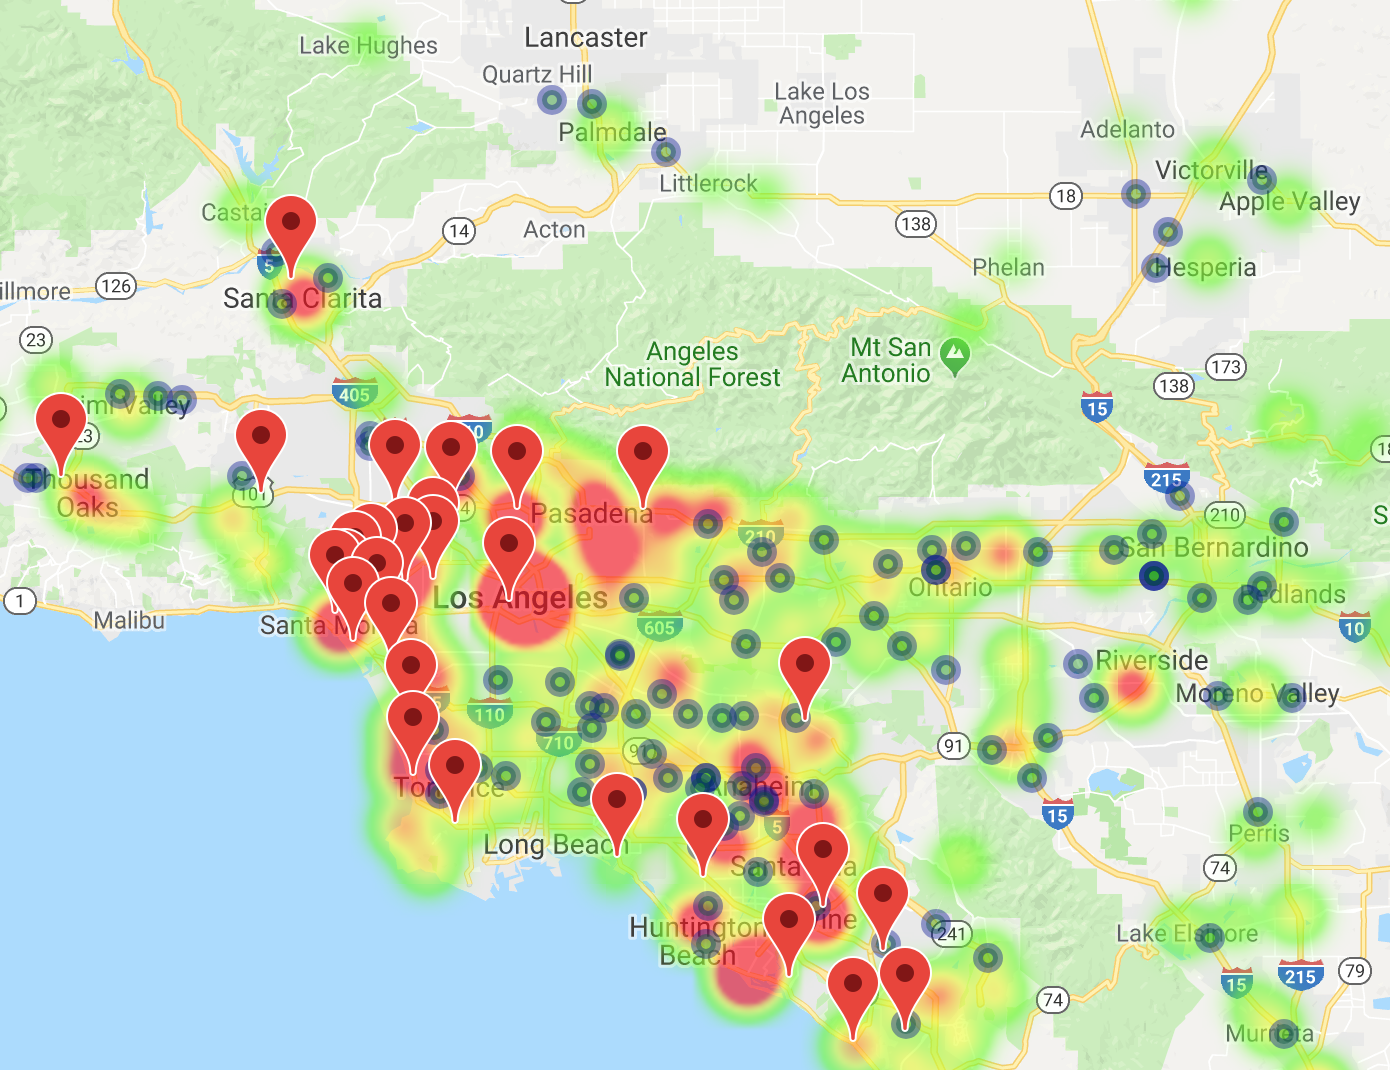 Lancaster
Lake Hughes
Quartz Hill
Lake Los
Angeles
Palmdale
Adelanto
Victorville
Littlerock
18
Apple Valley
Castai
14
Acton
138
5
Phelan
Hesperia
126
illmore
Santa Clarita
23
Angeles
National Forest
Mt San
Antonio
173
138
405
15
imi Valley
23
Thousand
Oaks
101
Pasadena
215
210
210
San Bernardino
Ontario
Redlands
1
Malibu
Los Angeles
Santa Mo
a
605
10
Riverside
Moreno Valley
110
710
91
91
Tor
ce
Anaheim
5
15
Long Beach
Santa
a
Perris
74
Huntington
Beach
ine
241
Lake Elsinore
15
215
79
74
Murrieta